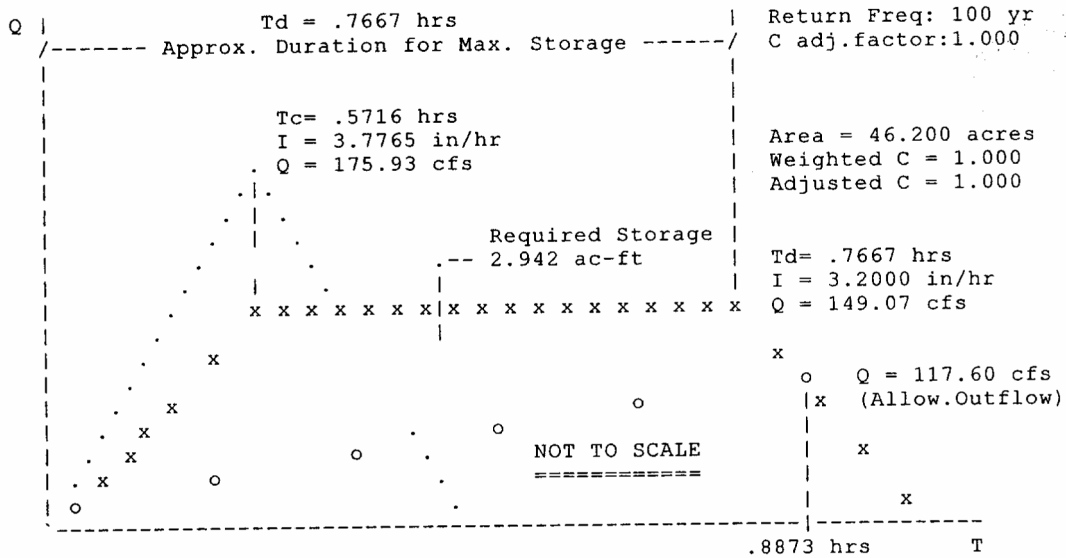 Q
Td = .7667 hrs
/------- Approx. Duration for Max. Storage ------/
Return Freq: 100 yr
C adj.factor:1.000
Tc= .5716 hrs
I = 3.7765 in/hr
Q = 175.93 cfs
Area = 46.200 acres
Weighted C = 1.000
Adjusted C = 1.000
Required Storage
2.942 ac-ft
Td= .7667 hrs
I = 3.2000 in/hr
Q = 149.07 cfs
Q = 117.60 cfs
(Allow.Outflow)
NOT TO SCALE
============
.8873 hrs
T